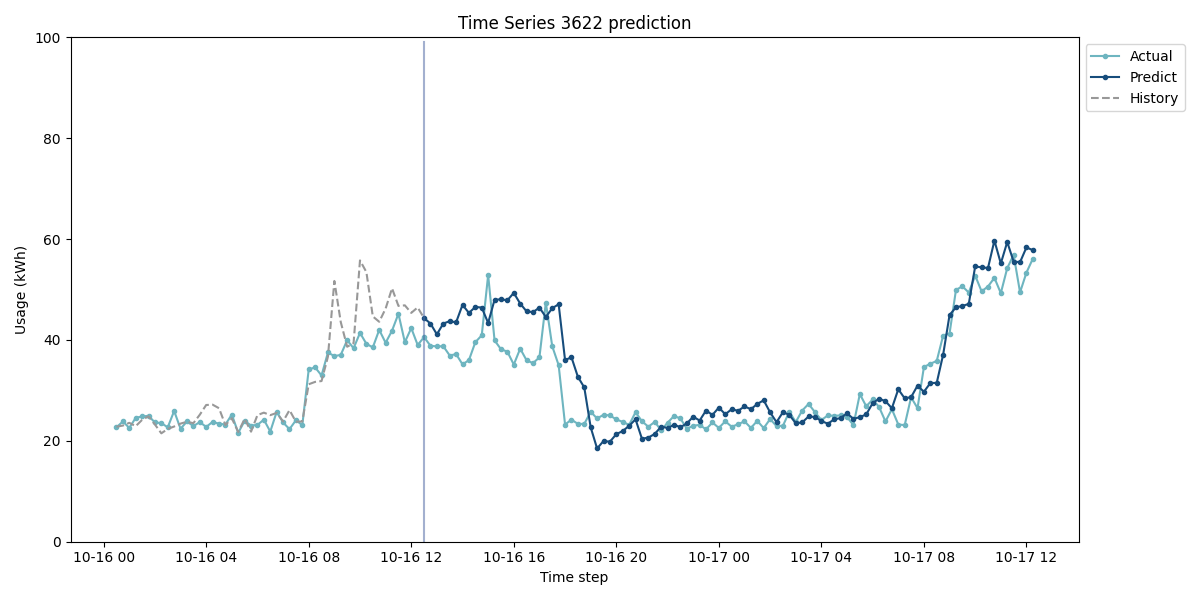 Time Series 3622 prediction
Usage (kWh)
100
80
60
40
20
0
10-16 00 10-16 04 10-16 08 10-16 12 10-16 16 10-16 20 10-17 00 10-17 04 10-17 08 10-17 12
Time step
Actual
Predict
History